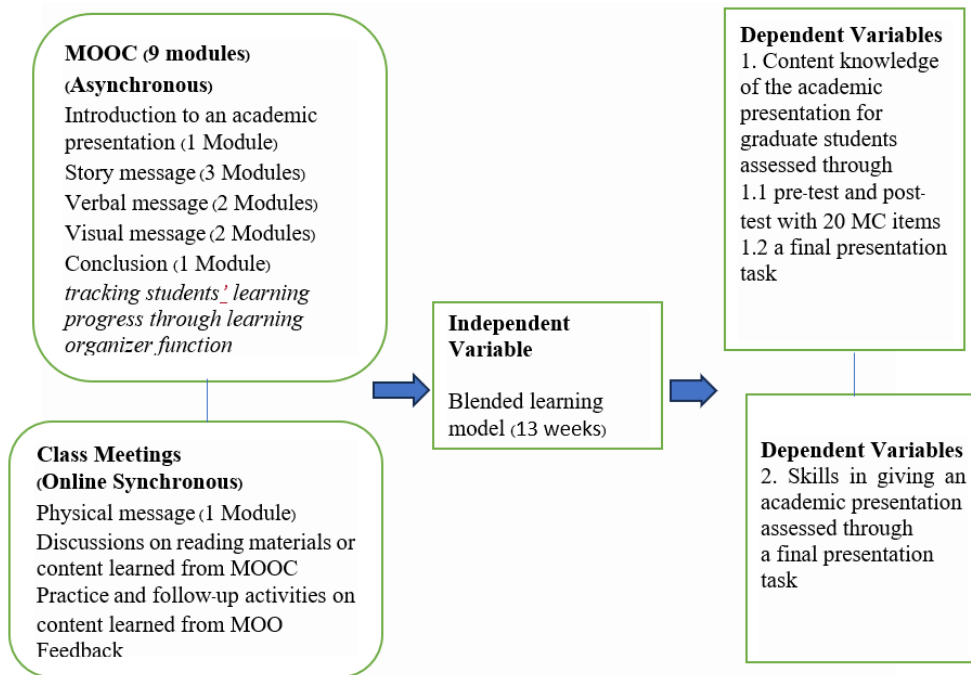 MOOC (9 modules)
(Asynchronous)
Introduction to an academic
presentation (1 Module)
Story message (3 Modules)
Verbal message (2 Modules)
Visual message (2 Modules)
Conclusion (1 Module)
tracking students’ learning
progress through learning
organizer function
Class Meetings
(Online Synchronous)
Physical message (1 Module)
Discussions on reading materials or
content learned from MOOC
Practice and follow-up activities on
content learned from MOO
Feedback
Independent
Variable
Blended learning
model (13 weeks)
Dependent Variables
1. Content knowledge
of the academic
presentation for
graduate students
assessed through
1.1 pre-test and post-
test with 20 MC items
1.2 a final presentation
task
Dependent Variables
2. Skills in giving an
academic presentation
assessed through
a final presentation
task